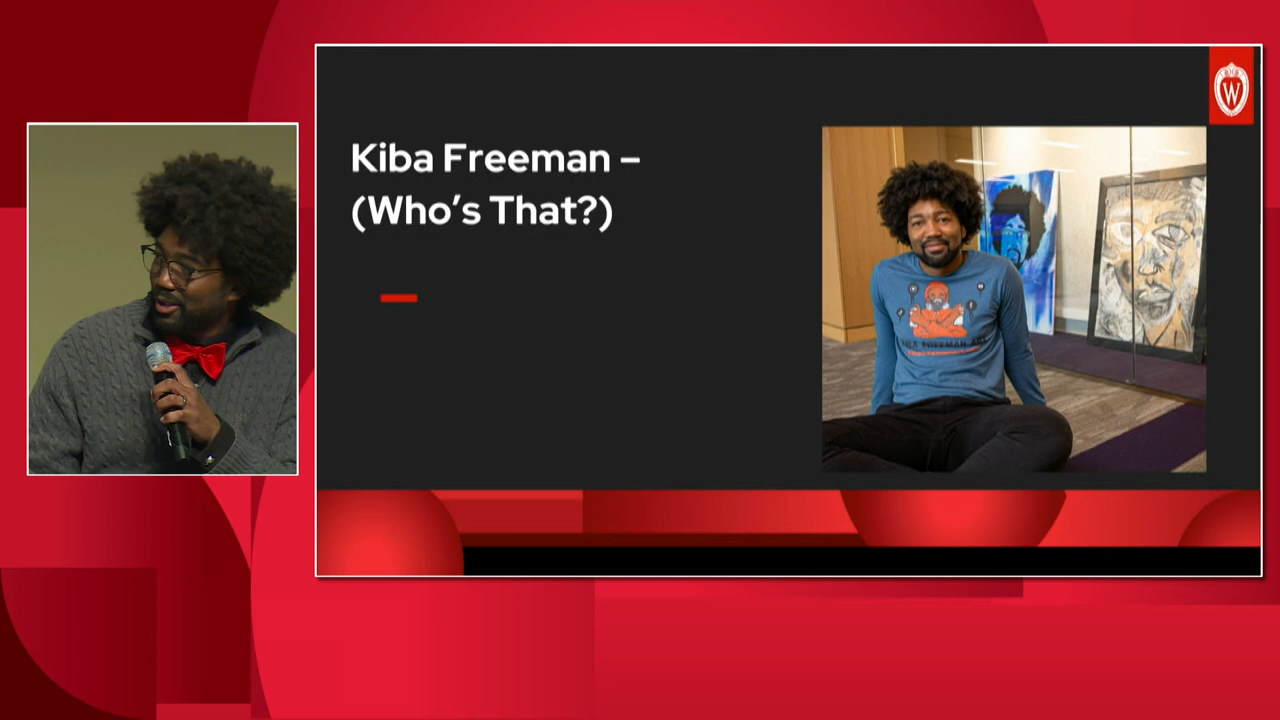 Kiba Freeman –
(Who's That?)
W